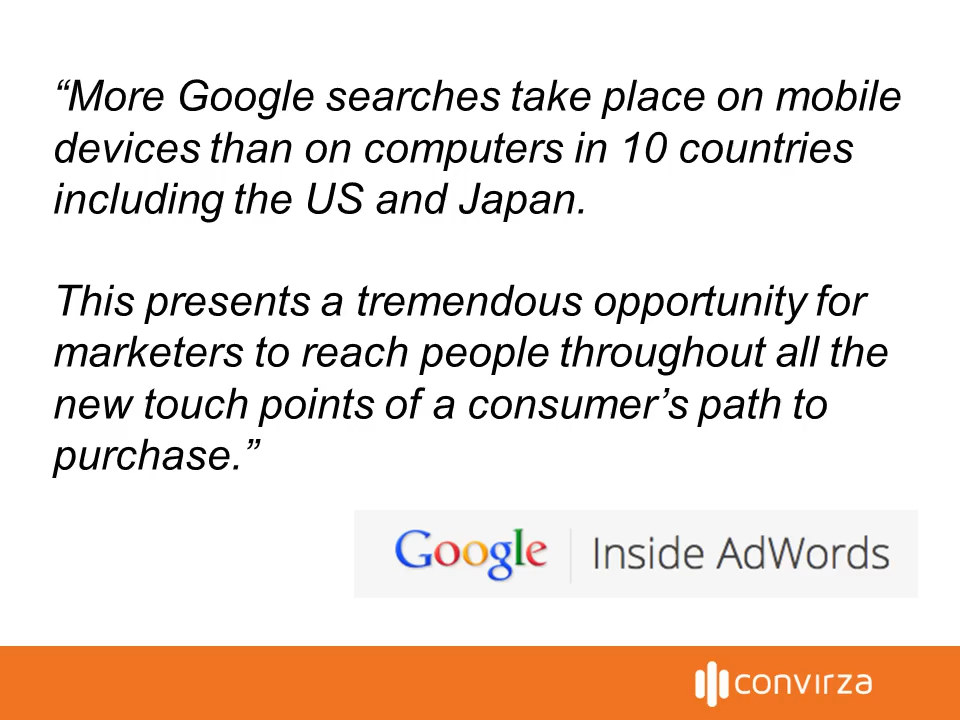 “More Google searches take place on mobile
devices than on computers in 10 countries
including the US and Japan.
This presents a tremendous opportunity for
marketers to reach people throughout all the
new touch points of a consumer’s path to
purchase.”
Google | Inside AdWords
convirza